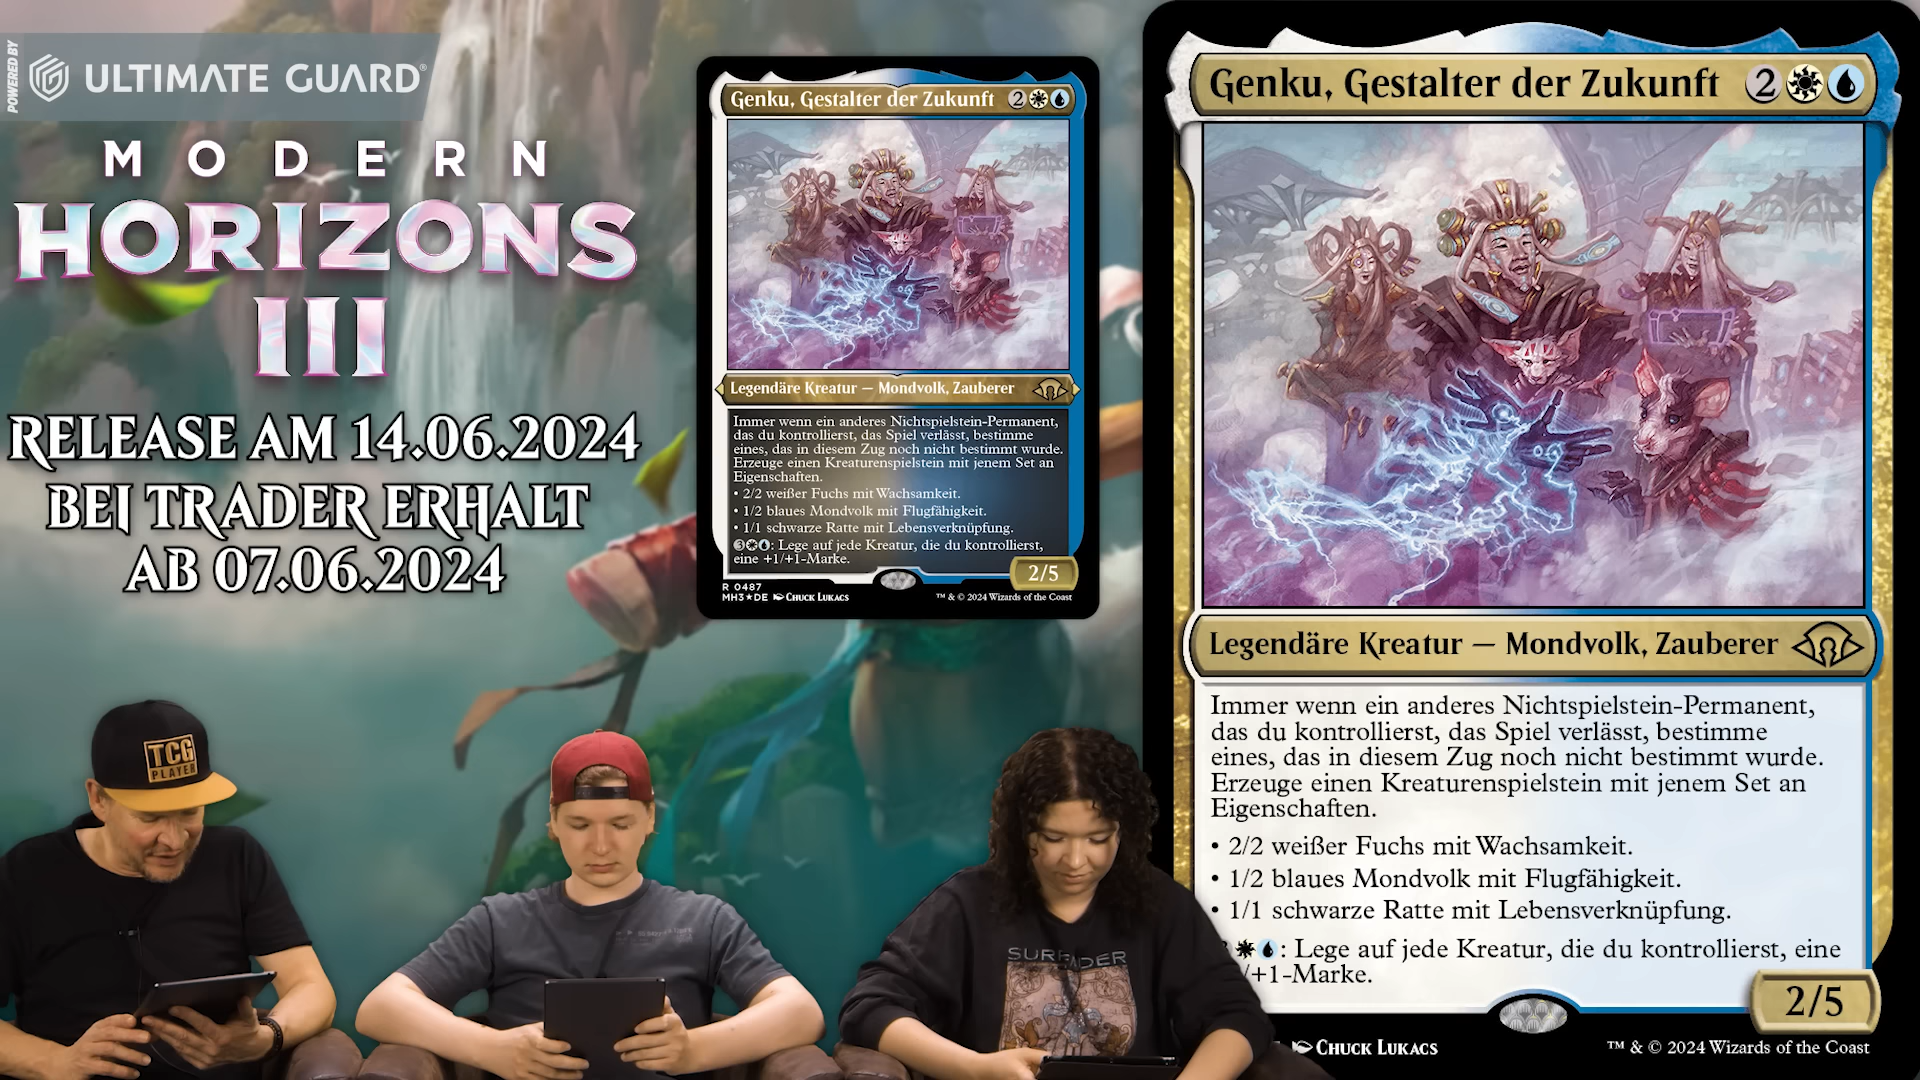 POWERED BY
ULTIMATE GUARD®
MODERN
HORIZONS
III
RELEASE AM 14.06.2024
BEI TRADER ERHALT
AB 07.06.2024
Genku, Gestalter der Zukunft 2
Legendäre Kreatur — Mondvolk, Zauberer
Immer wenn ein anderes Nichtspielstein-Permanent,
das du kontrollierst, das Spiel verlässt, bestimme
eines, das in diesem Zug noch nicht bestimmt wurde.
Erzeuge einen Kreaturenspielstein mit jenem Set an
Eigenschaften.
• 2/2 weißer Fuchs mit Wachsamkeit.
• 1/2 blaues Mondvolk mit Flugfähigkeit.
• 1/1 schwarze Ratte mit Lebensverknüpfung.
3: Lege auf jede Kreatur, die du kontrollierst,
eine +1/+1-Marke.
2/5
R 0487
MH3★DE Chuck Lukacs
™ & © 2024 Wizards of the Coast
Genku, Gestalter der Zukunft 2
Legendäre Kreatur — Mondvolk, Zauberer
Immer wenn ein anderes Nichtspielstein-Permanent,
das du kontrollierst, das Spiel verlässt, bestimme
eines, das in diesem Zug noch nicht bestimmt wurde.
Erzeuge einen Kreaturenspielstein mit jenem Set an
Eigenschaften.
• 2/2 weißer Fuchs mit Wachsamkeit.
• 1/2 blaues Mondvolk mit Flugfähigkeit.
• 1/1 schwarze Ratte mit Lebensverknüpfung.
: Lege auf jede Kreatur, die du kontrollierst, eine
/+1-Marke.
2/5
Chuck Lukacs
™ & © 2024 Wizards of the Coast
TCG
PLAYER